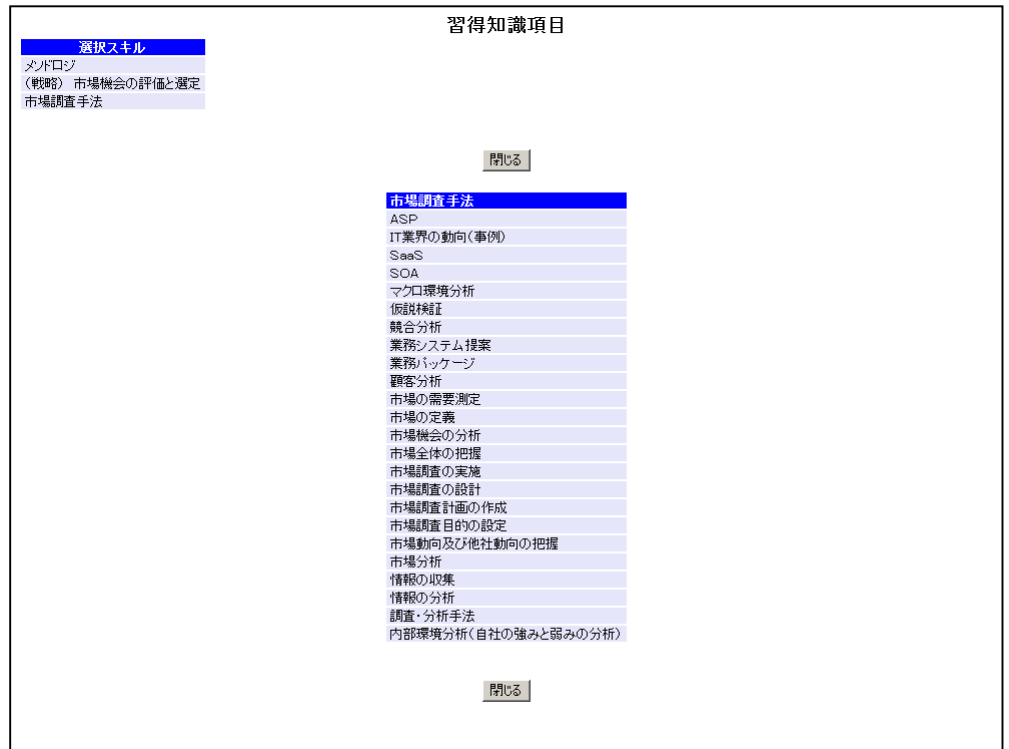 習得知識項目
選択スキル
メソドロジ
（戦略） 市場機会の評価と選定
市場調査手法
閉じる
市場調査手法
ASP
IT業界の動向（事例）
SaaS
SOA
マクロ環境分析
仮説検証
競合分析
業務システム提案
業務パッケージ
顧客分析
市場の需要測定
市場の定義
市場機会の分析
市場全体の把握
市場調査の実施
市場調査の設計
市場調査計画の作成
市場調査目的の設定
市場動向及び他社動向の把握
市場分析
情報の収集
情報の分析
調査・分析手法
内部環境分析（自社の強みと弱みの分析）
閉じる